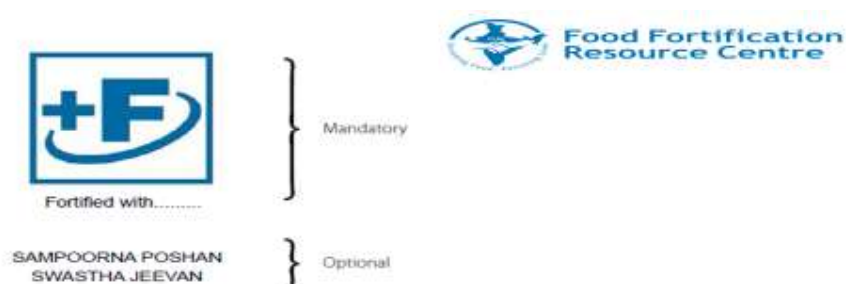 Food Fortification
Resource Centre
+F
Mandatory
Fortified with.........
SAMPOORNA POSHAN
SWASTHA JEEVAN
Optional